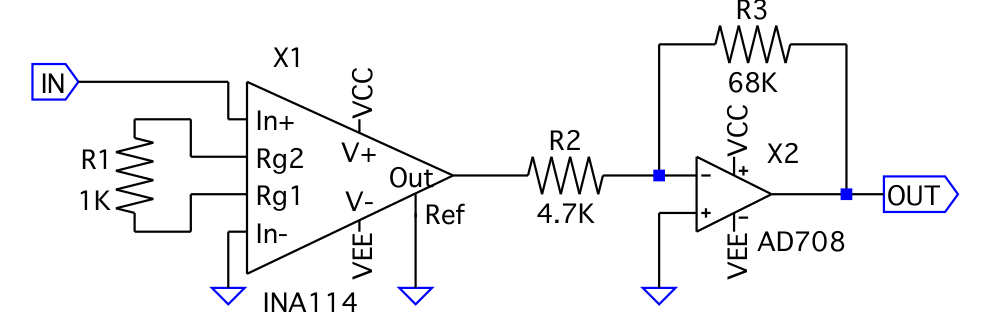 R3
68K
X1
VCC
IN
In+
V+
R1
1K
Rg2
Rg1
Out
R2
4.7K
VCC
X2
-
+
+
-
OUT
V-
Ref
In-
VEE
VEE
AD708
INA114